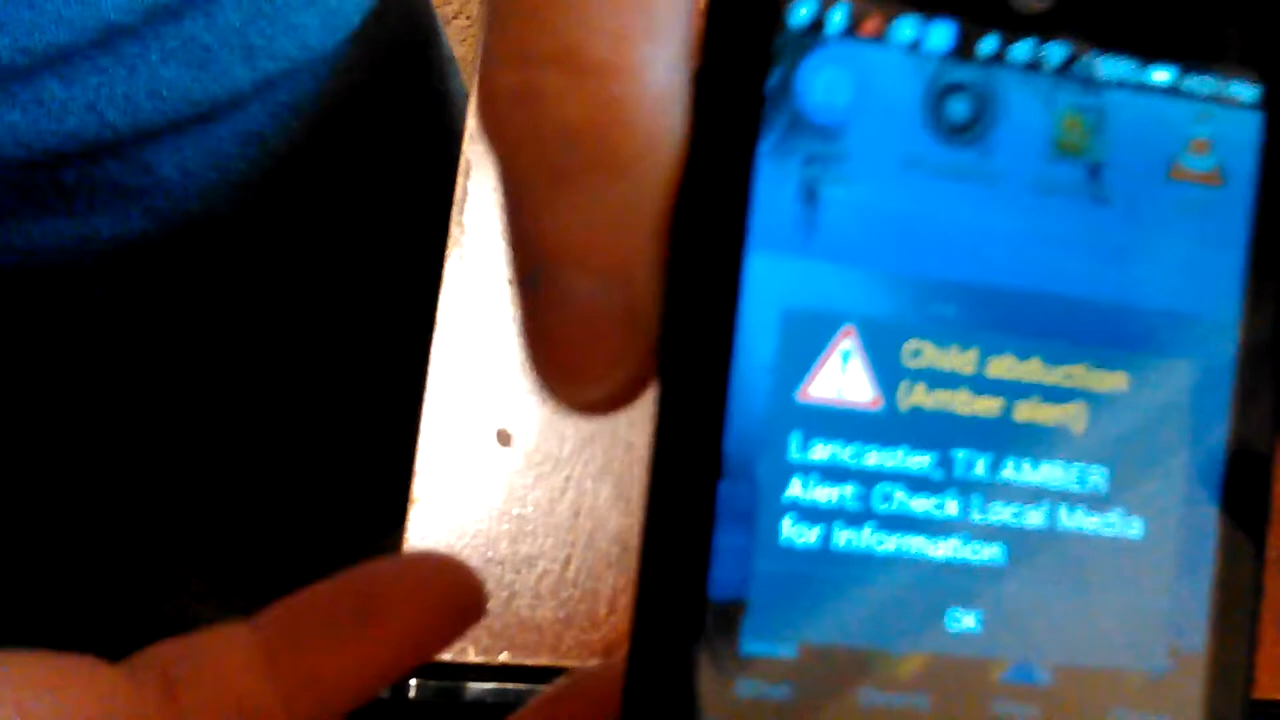 Child abduction
(Amber alert)
Lancaster, TX AMBER
Alert: Check Local Media
for Information
OK